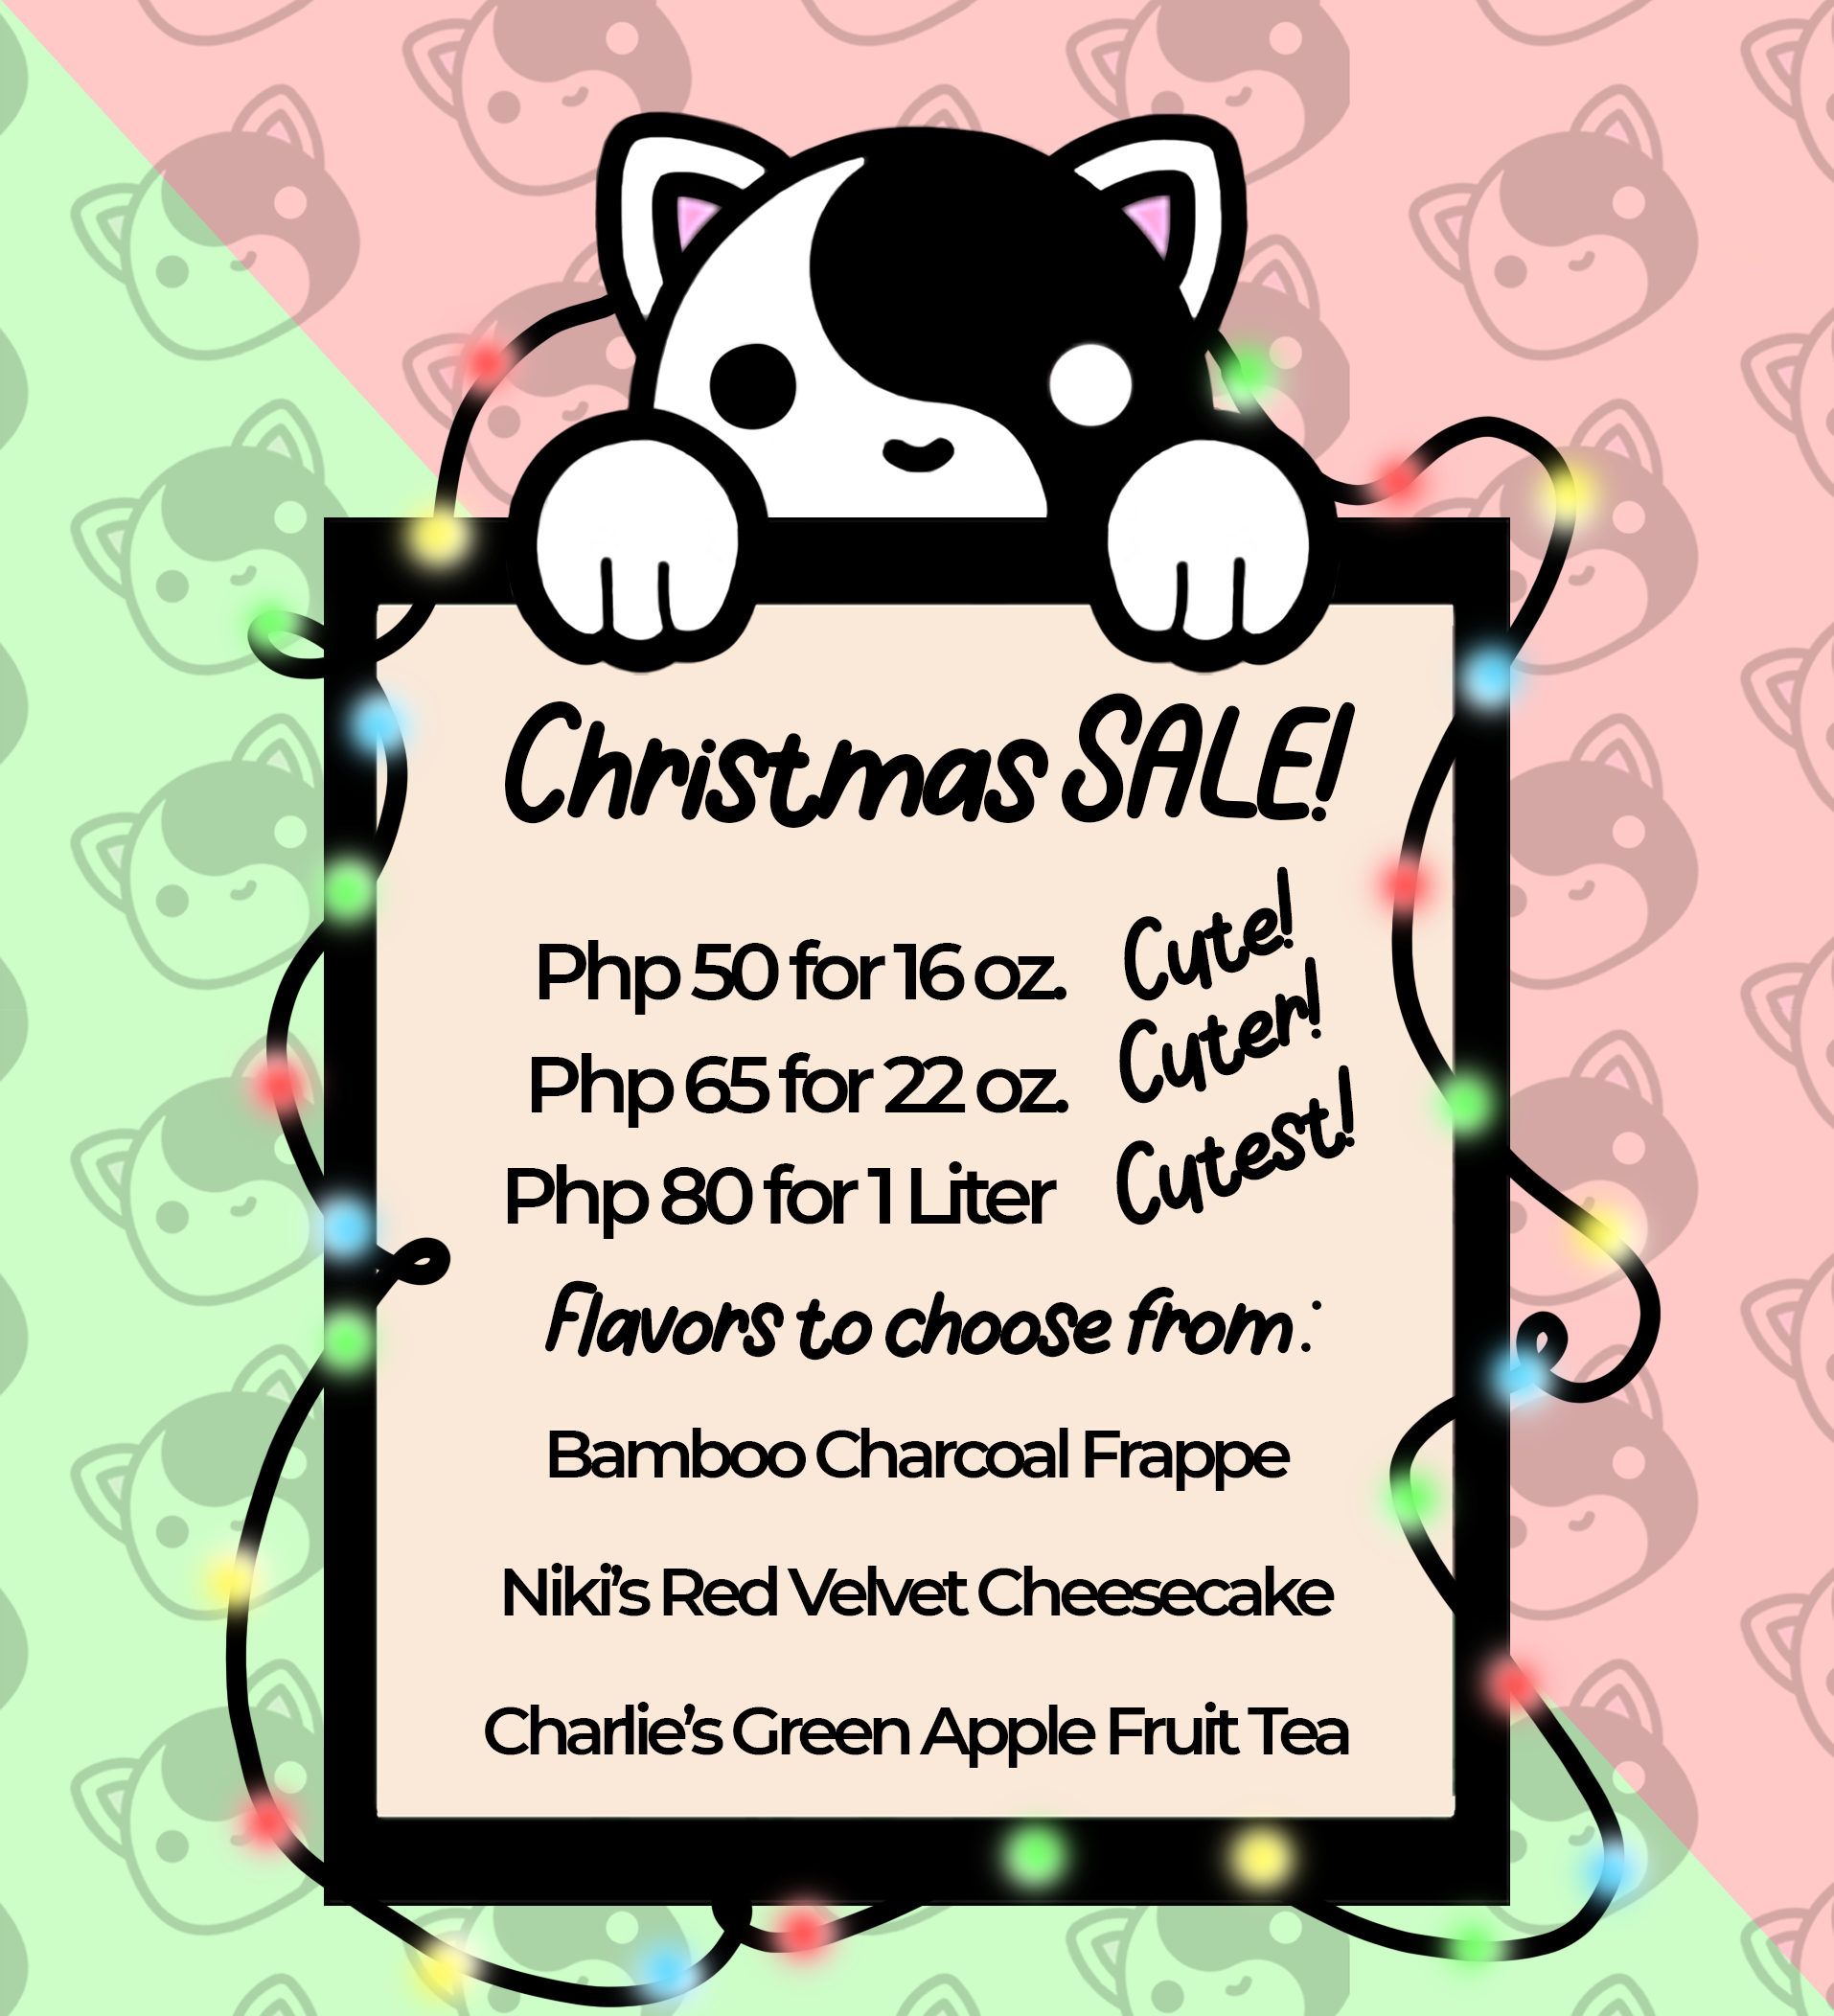 Christmas SALE!
Php 50 for 16 oz. Cute!
Php 65 for 22 oz. Cuter!
Php 80 for 1 Liter Cutest!
flavors to choose from:
Bamboo Charcoal Frappe
Niki's Red Velvet Cheesecake
Charlie's Green Apple Fruit Tea